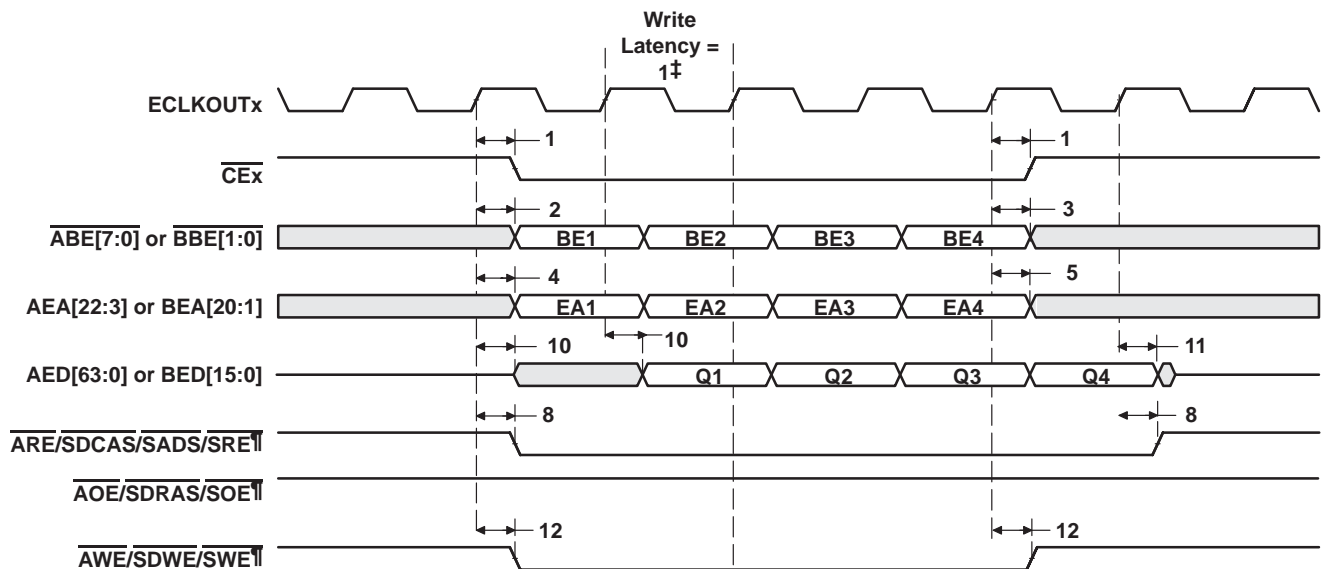 Write
Latency =
1‡
ECLKOUTx
1 1
CEx
2 3
ABE[7:0] or BBE[1:0] BE1 BE2 BE3 BE4
4 5
AEA[22:3] or BEA[20:1] EA1 EA2 EA3 EA4
10 10 11
AED[63:0] or BED[15:0] Q1 Q2 Q3 Q4
8 8
ARE/SDCAS/SADS/SRE¶
AOE/SDRAS/SOE¶
12 12
AWE/SDWE/SWE¶